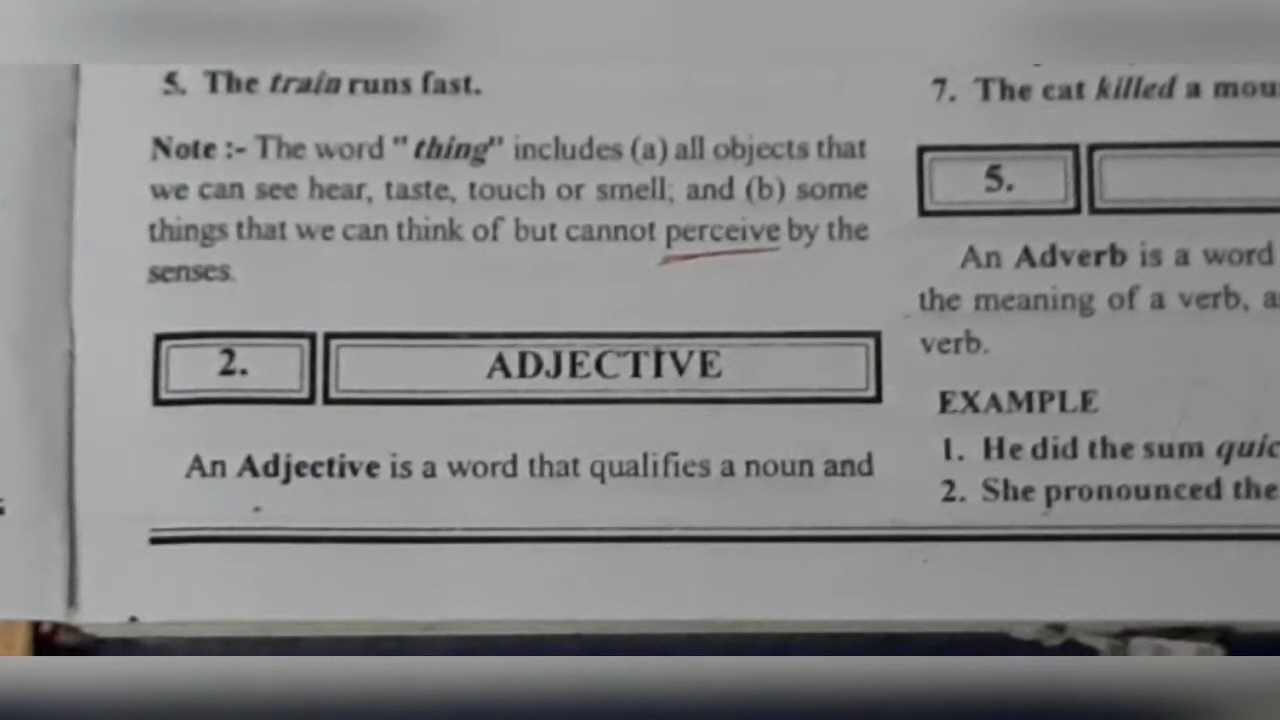 5. The train runs fast.
Note :- The word "thing" includes (a) all objects that
we can see hear, taste, touch or smell; and (b) some
things that we can think of but cannot perceive by the
senses.
2. ADJECTIVE
An Adjective is a word that qualifies a noun and
7. The cat killed a mou
5.
An Adverb is a word
the meaning of a verb, a
verb.
EXAMPLE
1. He did the sum quic
2. She pronounced the